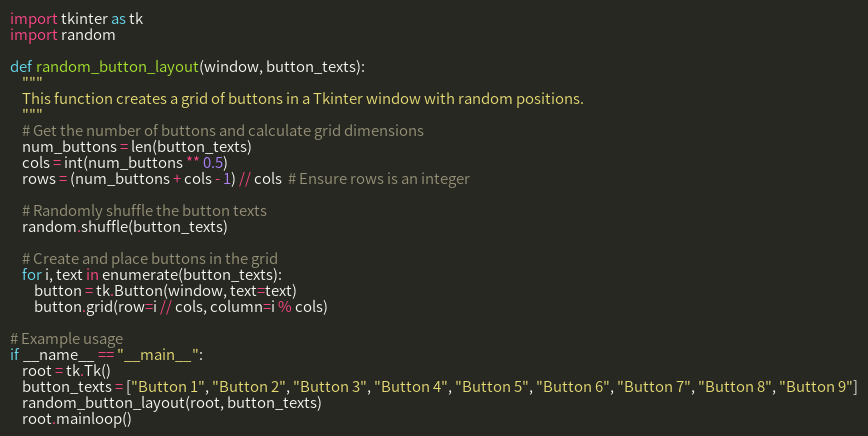 import tkinter as tk
import random

def random_button_layout(window, button_texts):
    """
    This function creates a grid of buttons in a Tkinter window with random positions.
    """
    # Get the number of buttons and calculate grid dimensions
    num_buttons = len(button_texts)
    cols = int(num_buttons ** 0.5)
    rows = (num_buttons + cols - 1) // cols  # Ensure rows is an integer

    # Randomly shuffle the button texts
    random.shuffle(button_texts)

    # Create and place buttons in the grid
    for i, text in enumerate(button_texts):
        button = tk.Button(window, text=text)
        button.grid(row=i // cols, column=i % cols)

# Example usage
if __name__ == "__main__":
    root = tk.Tk()
    button_texts = ["Button 1", "Button 2", "Button 3", "Button 4", "Button 5", "Button 6", "Button 7", "Button 8", "Button 9"]
    random_button_layout(root, button_texts)
    root.mainloop()